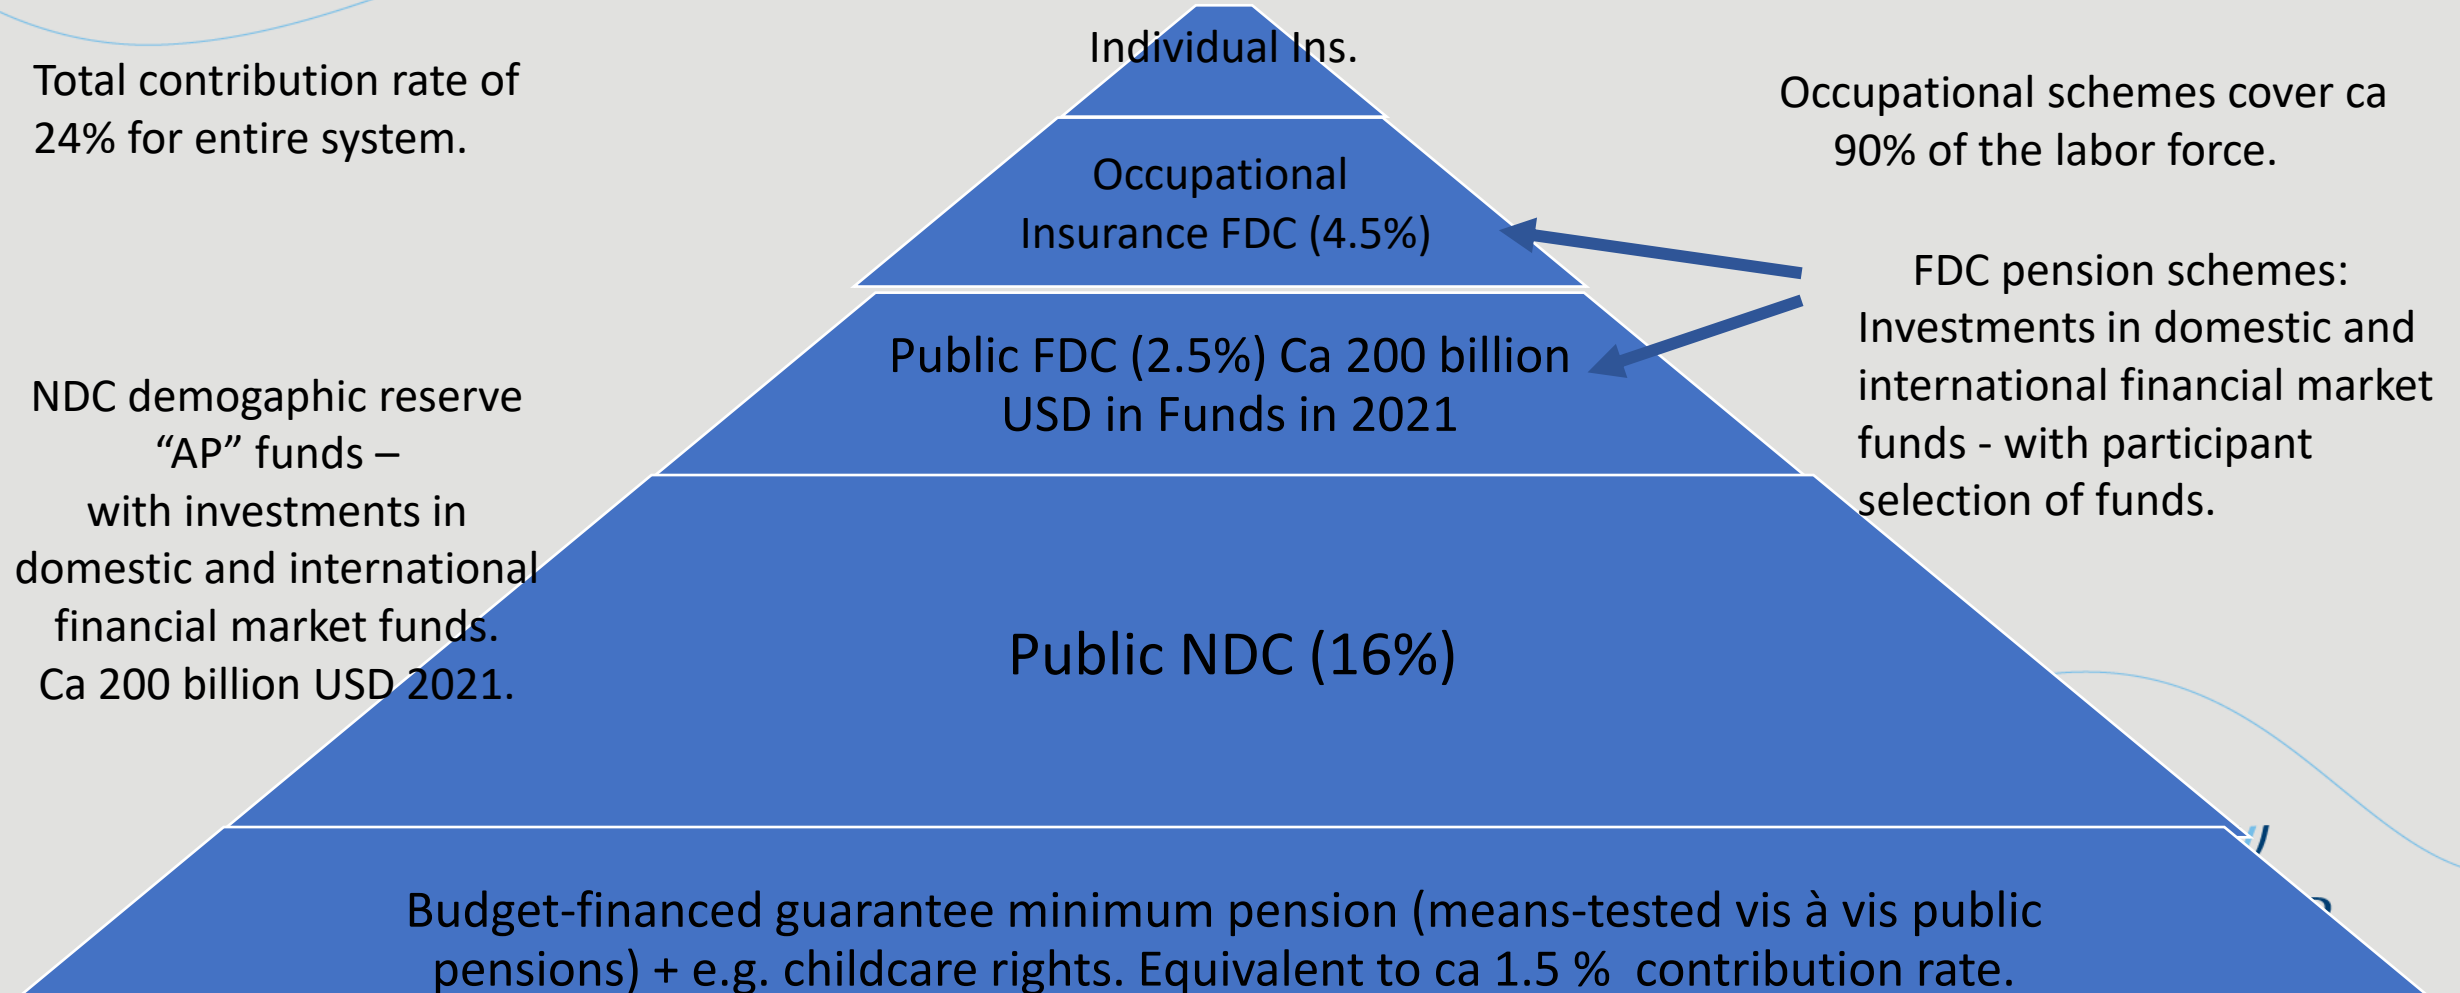 Individual Ins.
Total contribution rate of
24% for entire system.
Occupational schemes cover ca
90% of the labor force.
Occupational
Insurance FDC (4.5%)
FDC pension schemes:
Investments in domestic and
international financial market
funds - with participant
selection of funds.
Public FDC (2.5%) Ca 200 billion
USD in Funds in 2021
NDC demogaphic reserve
“AP” funds –
with investments in
domestic and international
financial market funds.
Ca 200 billion USD 2021.
Public NDC (16%)
Budget-financed guarantee minimum pension (means-tested vis à vis public
pensions) + e.g. childcare rights. Equivalent to ca 1.5 % contribution rate.